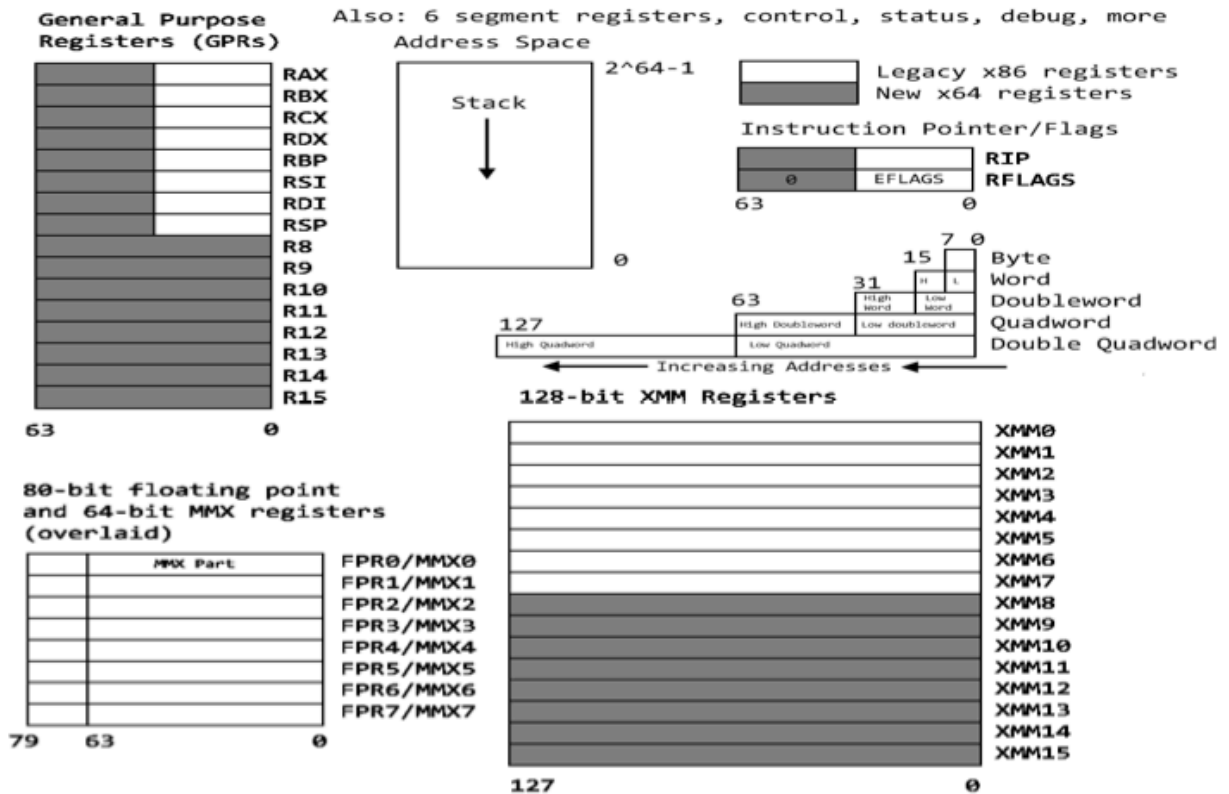 General Purpose
Registers (GPRs)
RAX
RBX
RCX
RDX
RBP
RSI
RDI
RSP
R8
R9
R10
R11
R12
R13
R14
R15
63 0
Also: 6 segment registers, control, status, debug, more
Address Space
2^64-1
Stack
0
Legacy x86 registers
New x64 registers
Instruction Pointer/Flags
RIP
0 EFLAGS RFLAGS
63 0
7 0
Byte
15
H L Word
31
High Word Low Word Doubleword
63
High Doubleword Low doubleword Quadword
127
High Quadword Low Quadword Double Quadword
Increasing Addresses
80-bit floating point
and 64-bit MMX registers
(overlaid)
MMX Part FPR0/MMX0
FPR1/MMX1
FPR2/MMX2
FPR3/MMX3
FPR4/MMX4
FPR5/MMX5
FPR6/MMX6
FPR7/MMX7
79 63 0
128-bit XMM Registers
XMM0
XMM1
XMM2
XMM3
XMM4
XMM5
XMM6
XMM7
XMM8
XMM9
XMM10
XMM11
XMM12
XMM13
XMM14
XMM15
127 0